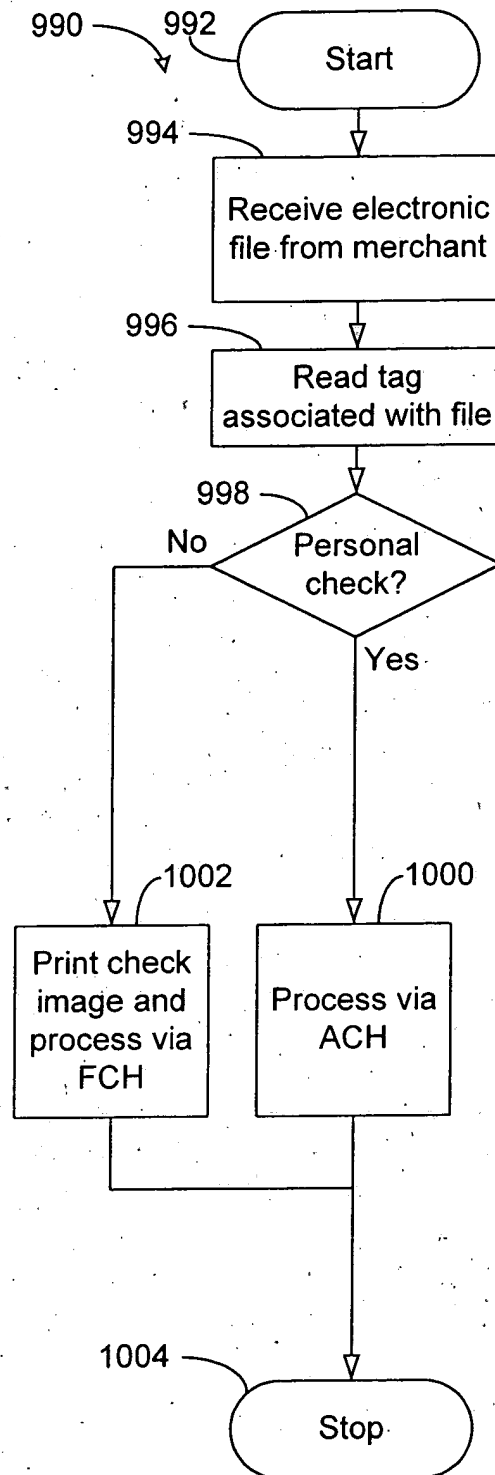 990
992
Start
994
Receive electronic
file from merchant
996
Read tag
associated with file
998
No
Personal
check?
Yes
1002
1000
Print check
image and
process via
FCH
Process via
ACH
1004
Stop